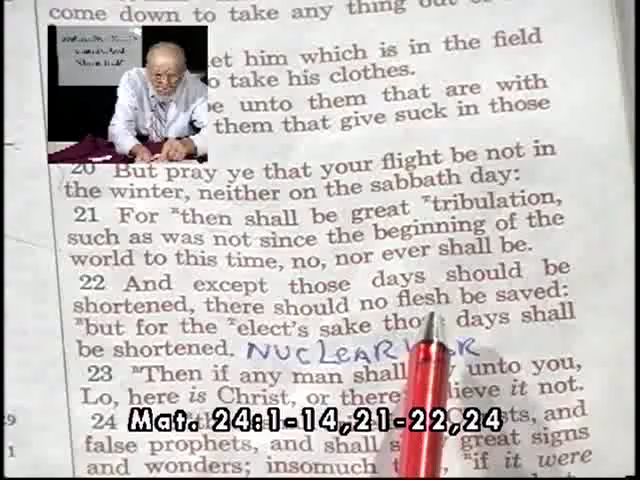 come down to take any thing out
let him which is in the field
to take his clothes.
unto them that are with
them that give suck in those
20 But pray ye that your flight be not in
the winter, neither on the sabbath day:
21 For "then shall be great "tribulation,
such as was not since the beginning of the
world to this time, no, nor ever shall be.
22 And except those days should be
shortened, there should no flesh be saved:
"but for the "elect's sake those days shall
be shortened. NUCLEAR WAR
23 "Then if any man shall unto you,
Lo, here is Christ, or there believe it not.
Mat. 24:1-14,21-22,24
24 and
false prophets, and shall great signs
and wonders; insomuch "if it were